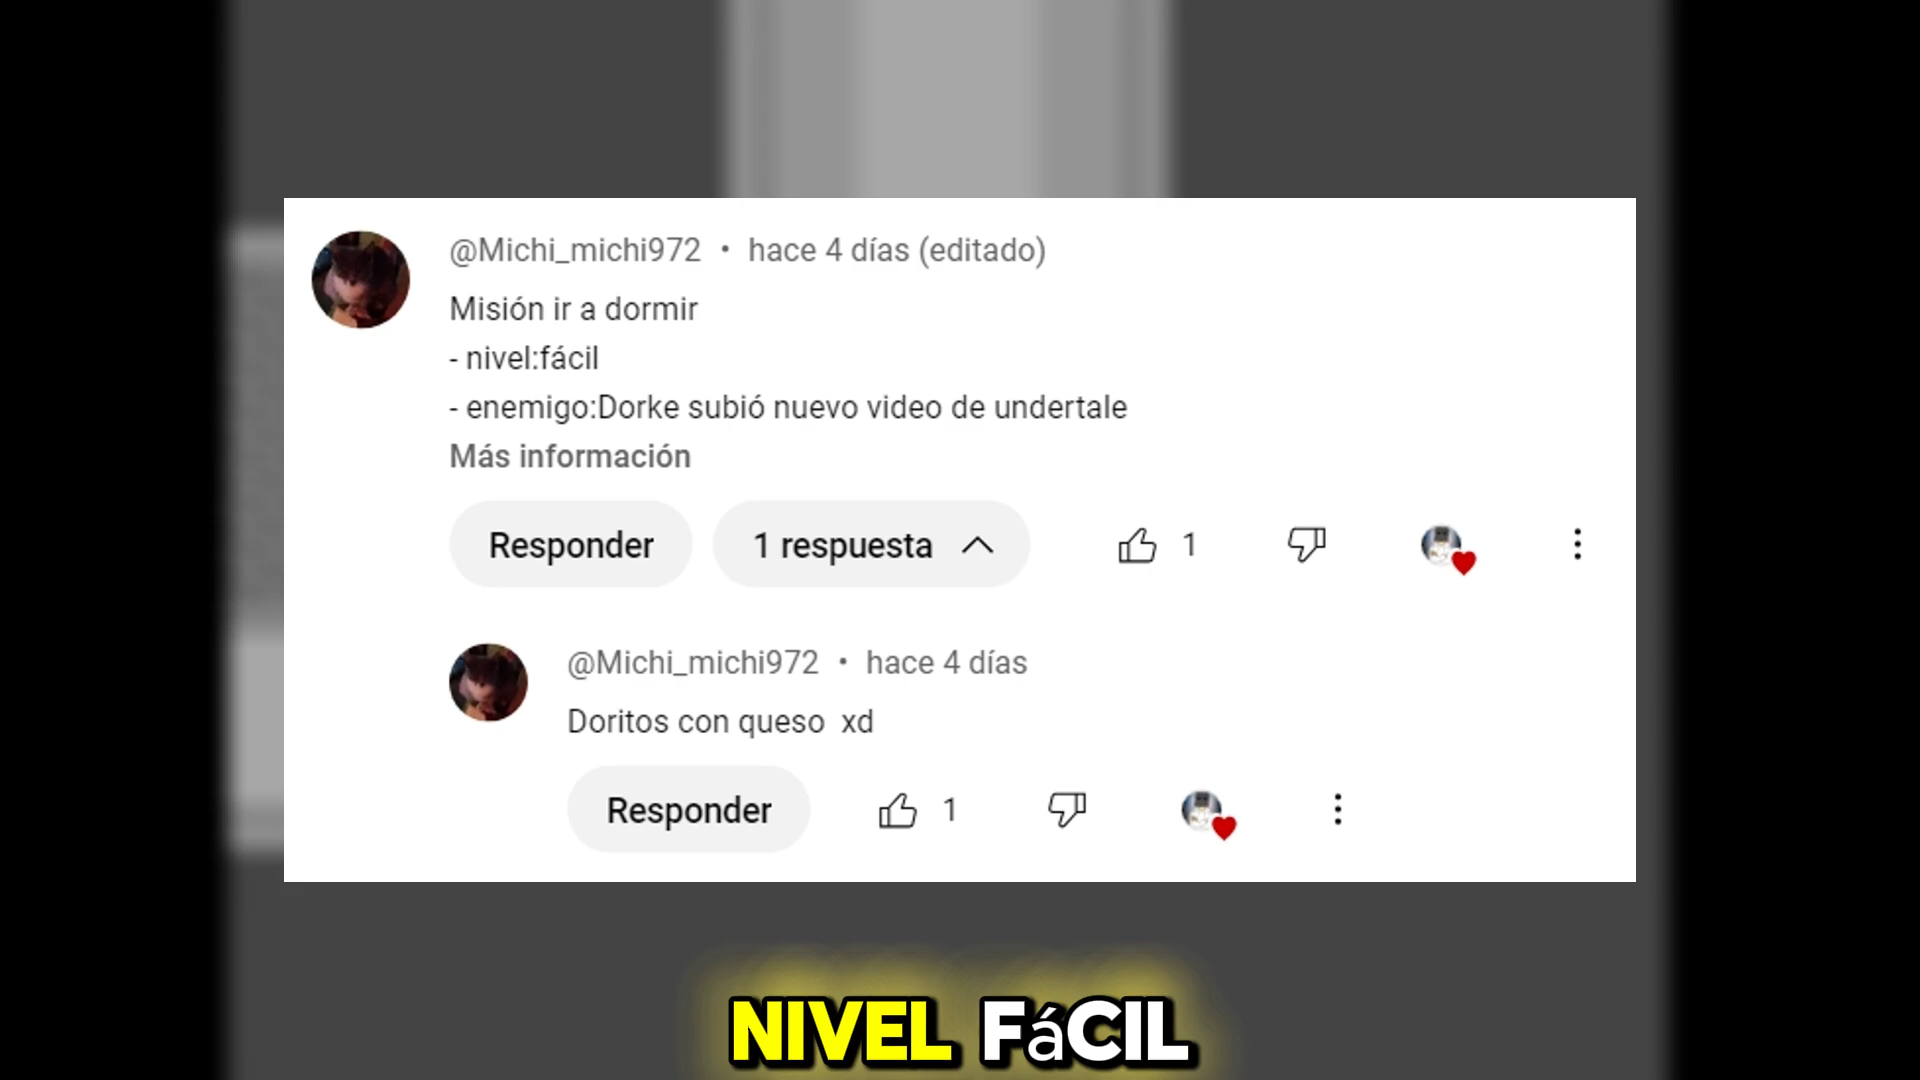 @Michi_michi972 • hace 4 días (editado)
Misión ir a dormir
- nivel:fácil
- enemigo:Dorke subió nuevo video de undertale
Más información
Responder 1 respuesta 1
@Michi_michi972 • hace 4 días
Doritos con queso xd
Responder 1
NIVEL FáCIL